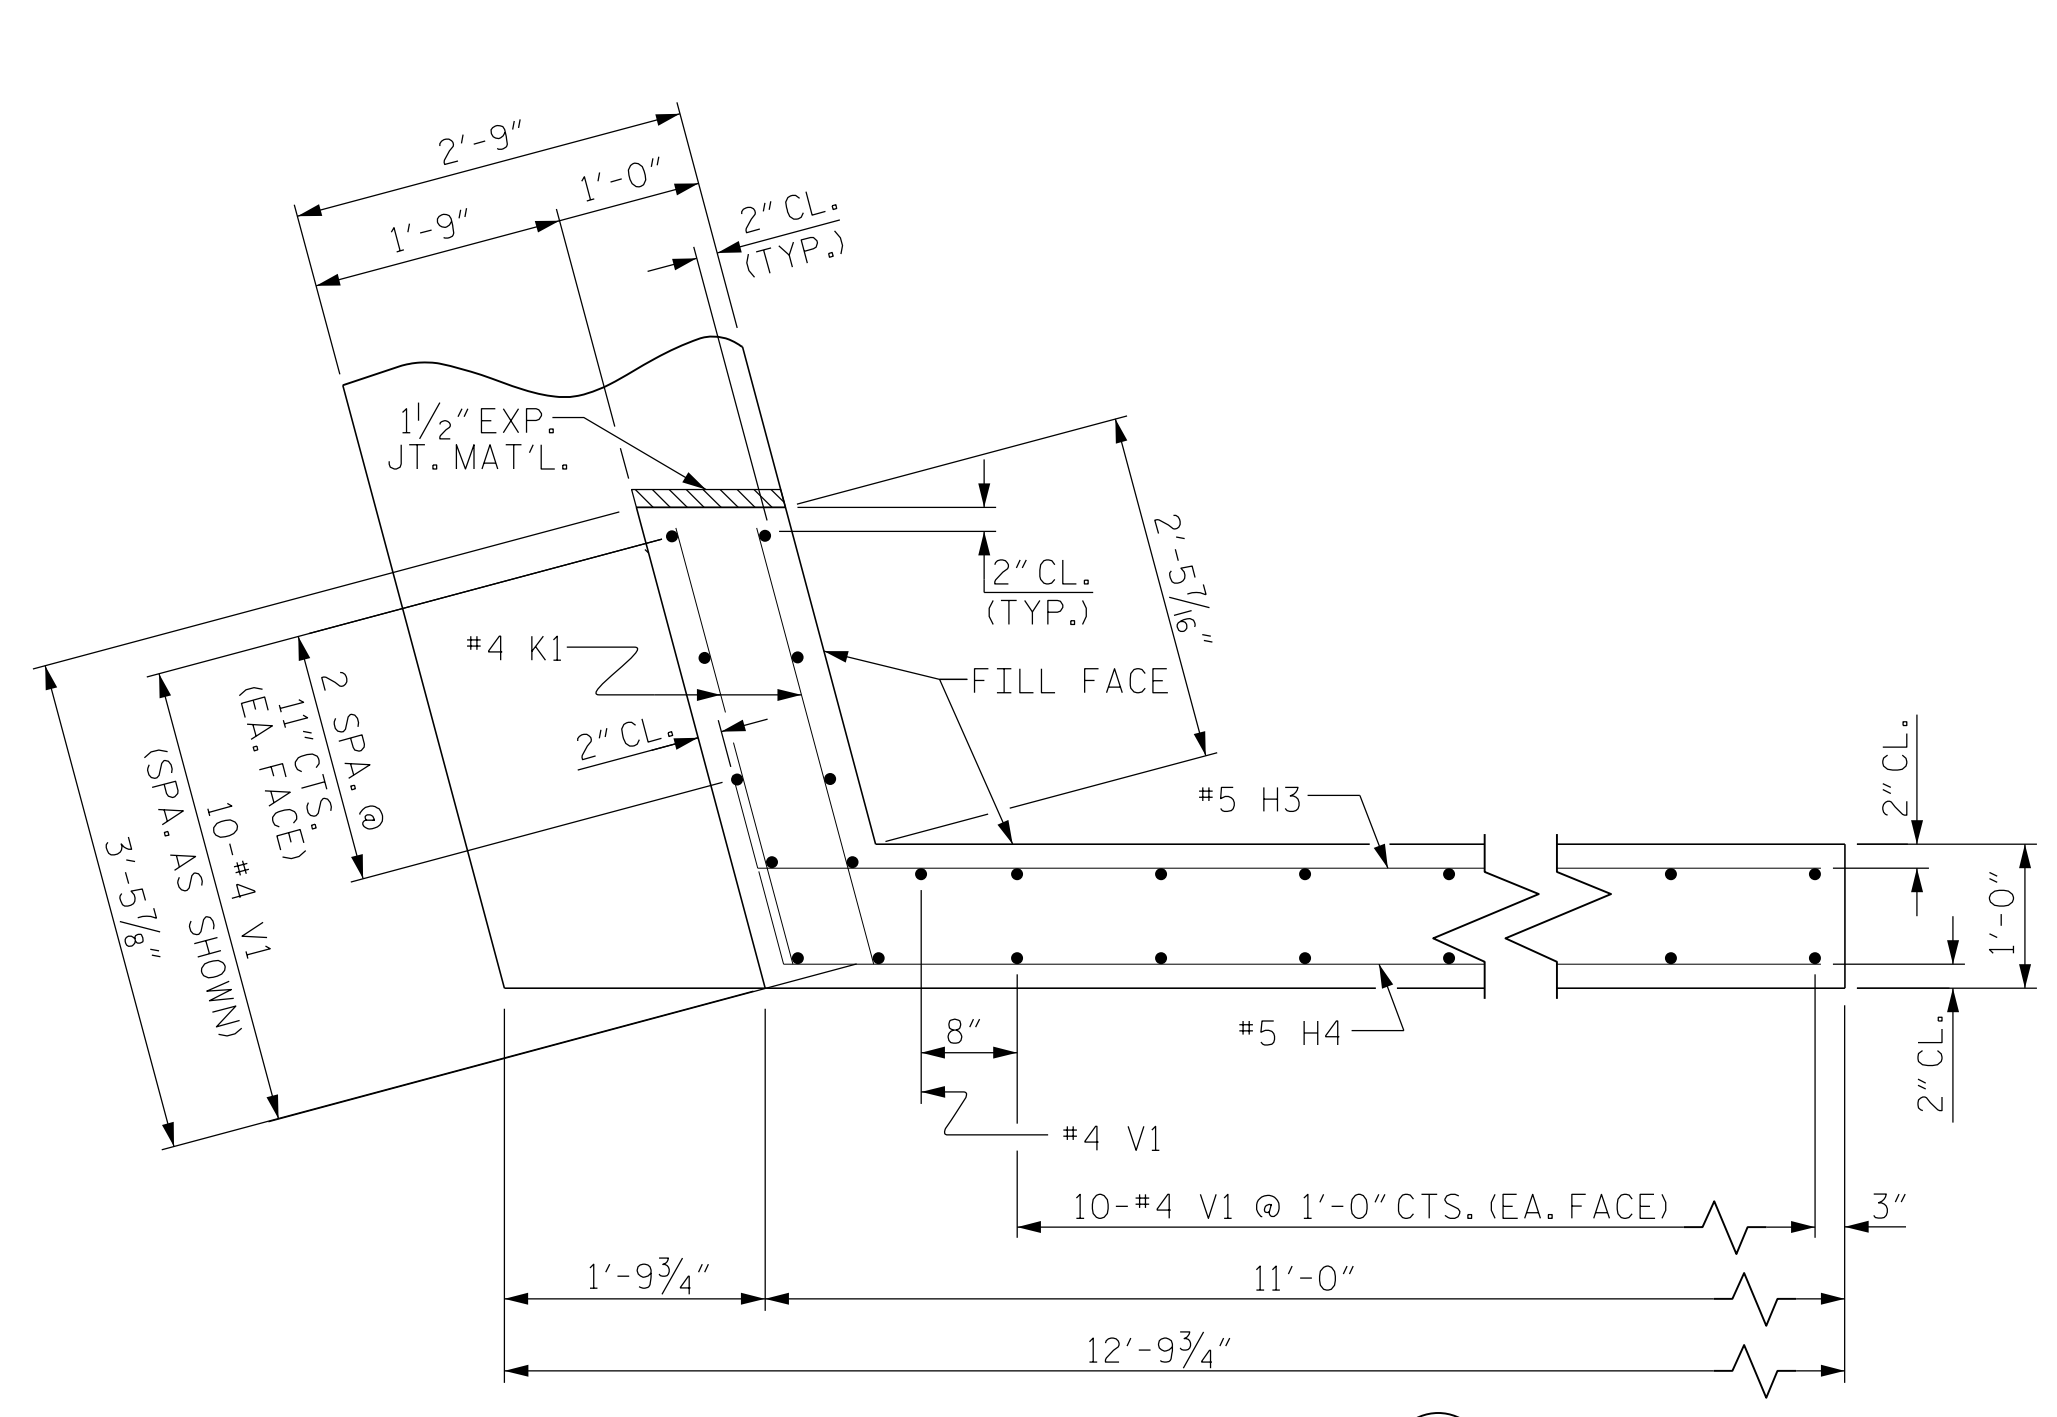 2'-9"
1'-0"
1'-9"
2" CL.
(TYP.)
1½" EXP.
JT. MAT'L.
2" CL.
(TYP.)
2'-5⁷⁄₁₆"
#4 K1
FILL FACE
2" CL.
2 SPA. @
11" CTS.
(EA. FACE)
10-#4 V1
(SPA. AS SHOWN)
3'-5⅞"
#5 H3
2" CL.
1'-0"
#5 H4
2" CL.
8"
#4 V1
10-#4 V1 @ 1'-0" CTS. (EA. FACE)
3"
1'-9¾"
11'-0"
12'-9¾"